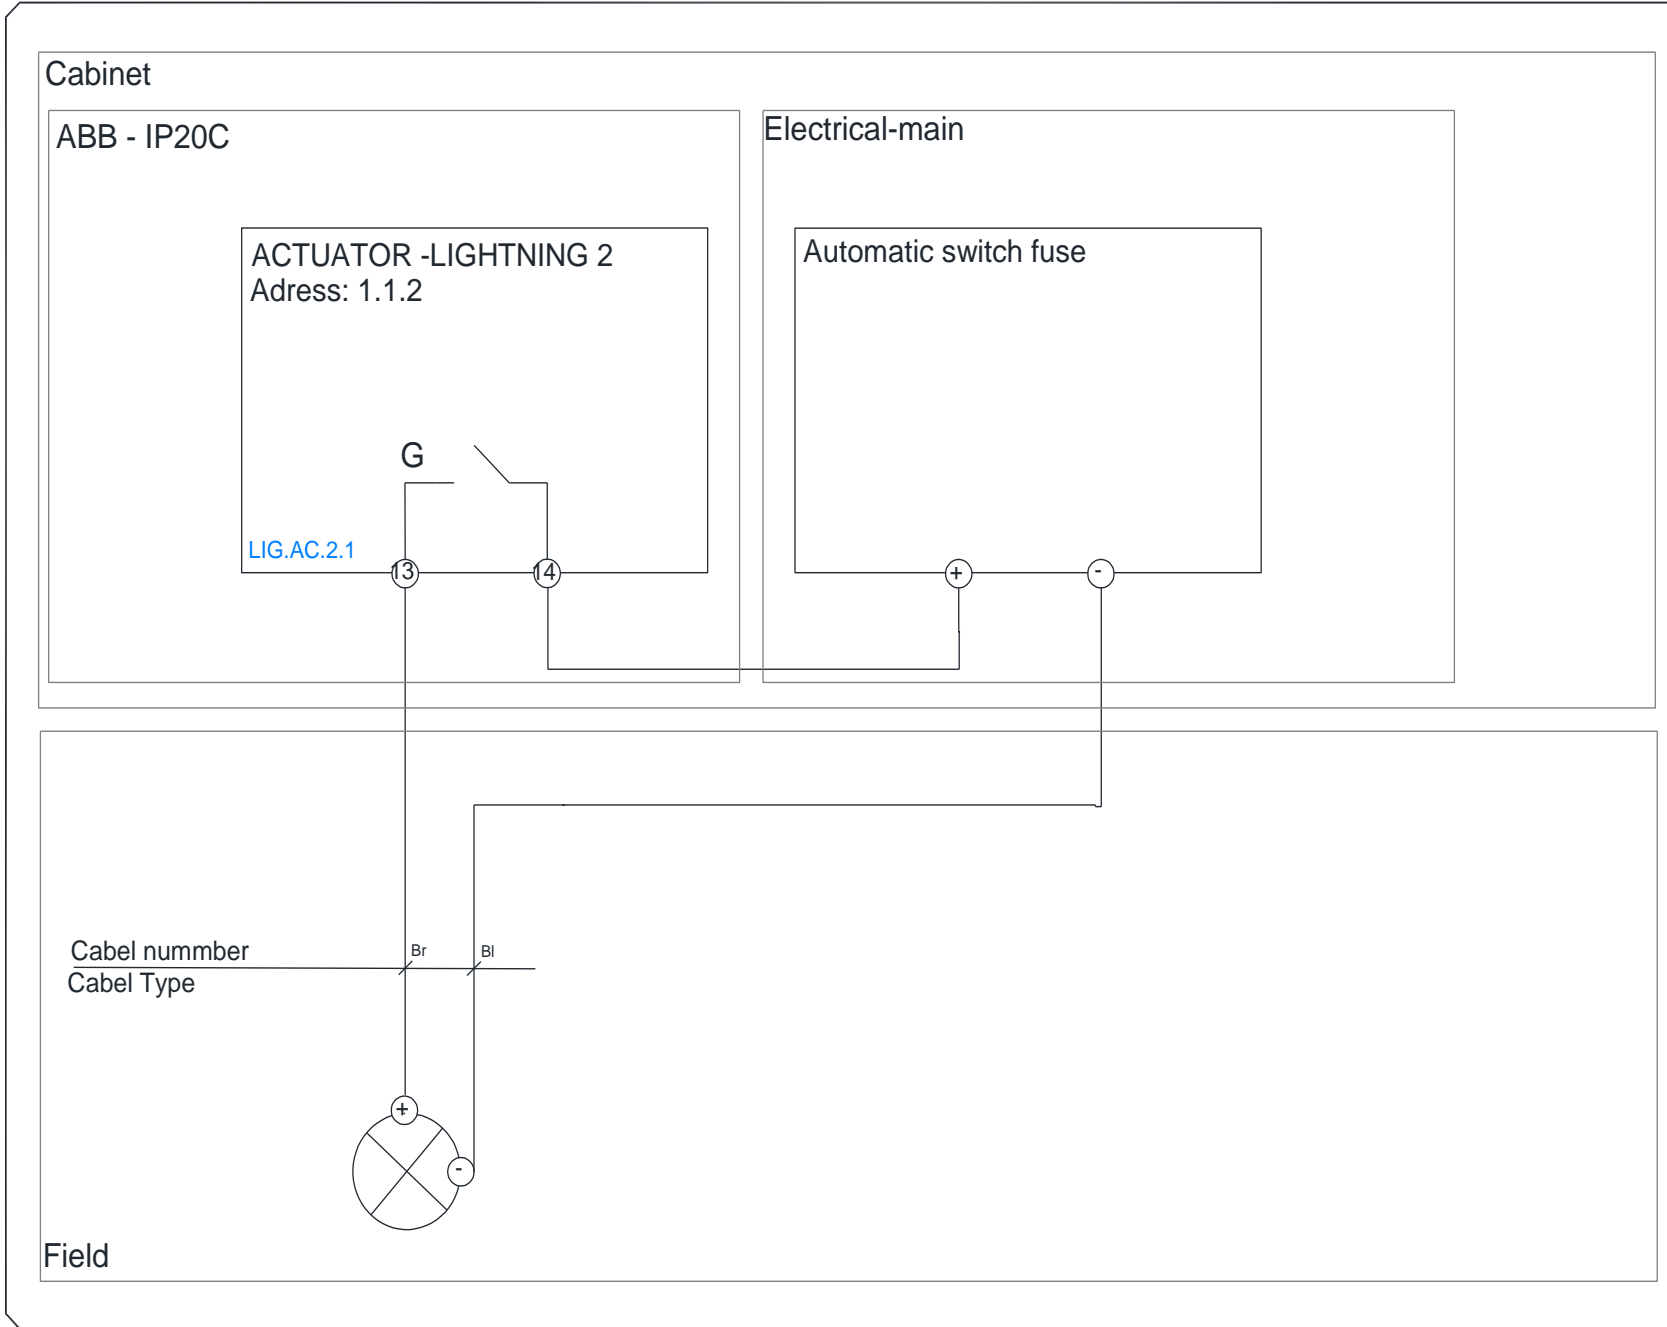 Cabinet
ABB - IP20C
Electrical-main
ACTUATOR -LIGHTNING 2
Adress: 1.1.2
Automatic switch fuse
G
LIG.AC.2.1
13
14
+
-
Cabel nummber
Br
Bl
Cabel Type
+
-
Field